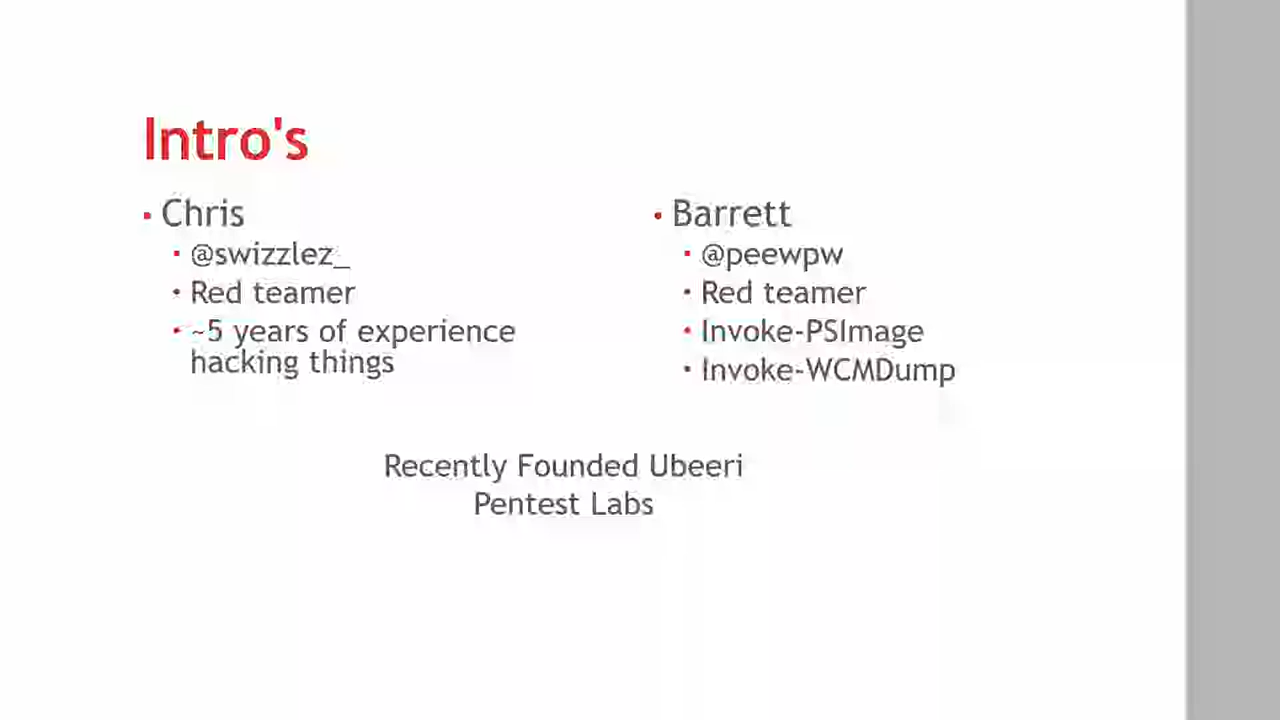 Intro's
▪ Chris
▪ @swizzlez_
▪ Red teamer
▪ ~5 years of experience
hacking things
▪ Barrett
▪ @peewpw
▪ Red teamer
▪ Invoke-PSImage
▪ Invoke-WCMDump
Recently Founded Ubeeri
Pentest Labs